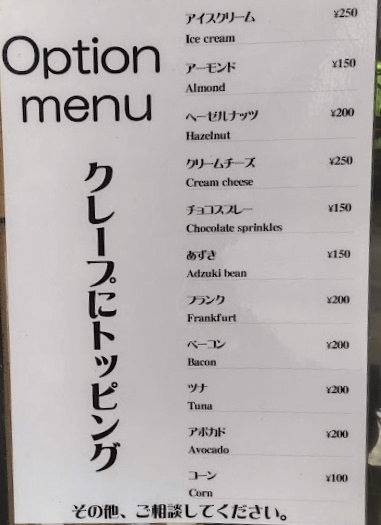 Option
menu
クレープにトッピング
アイスクリーム ¥250
Ice cream
アーモンド ¥150
Almond
ヘーゼルナッツ ¥200
Hazelnut
クリームチーズ ¥250
Cream cheese
チョコスプレー ¥150
Chocolate sprinkles
あずき ¥150
Adzuki bean
フランク ¥200
Frankfurt
ベーコン ¥200
Bacon
ツナ ¥200
Tuna
アボカド ¥200
Avocado
コーン ¥100
Corn
その他、ご相談してください。